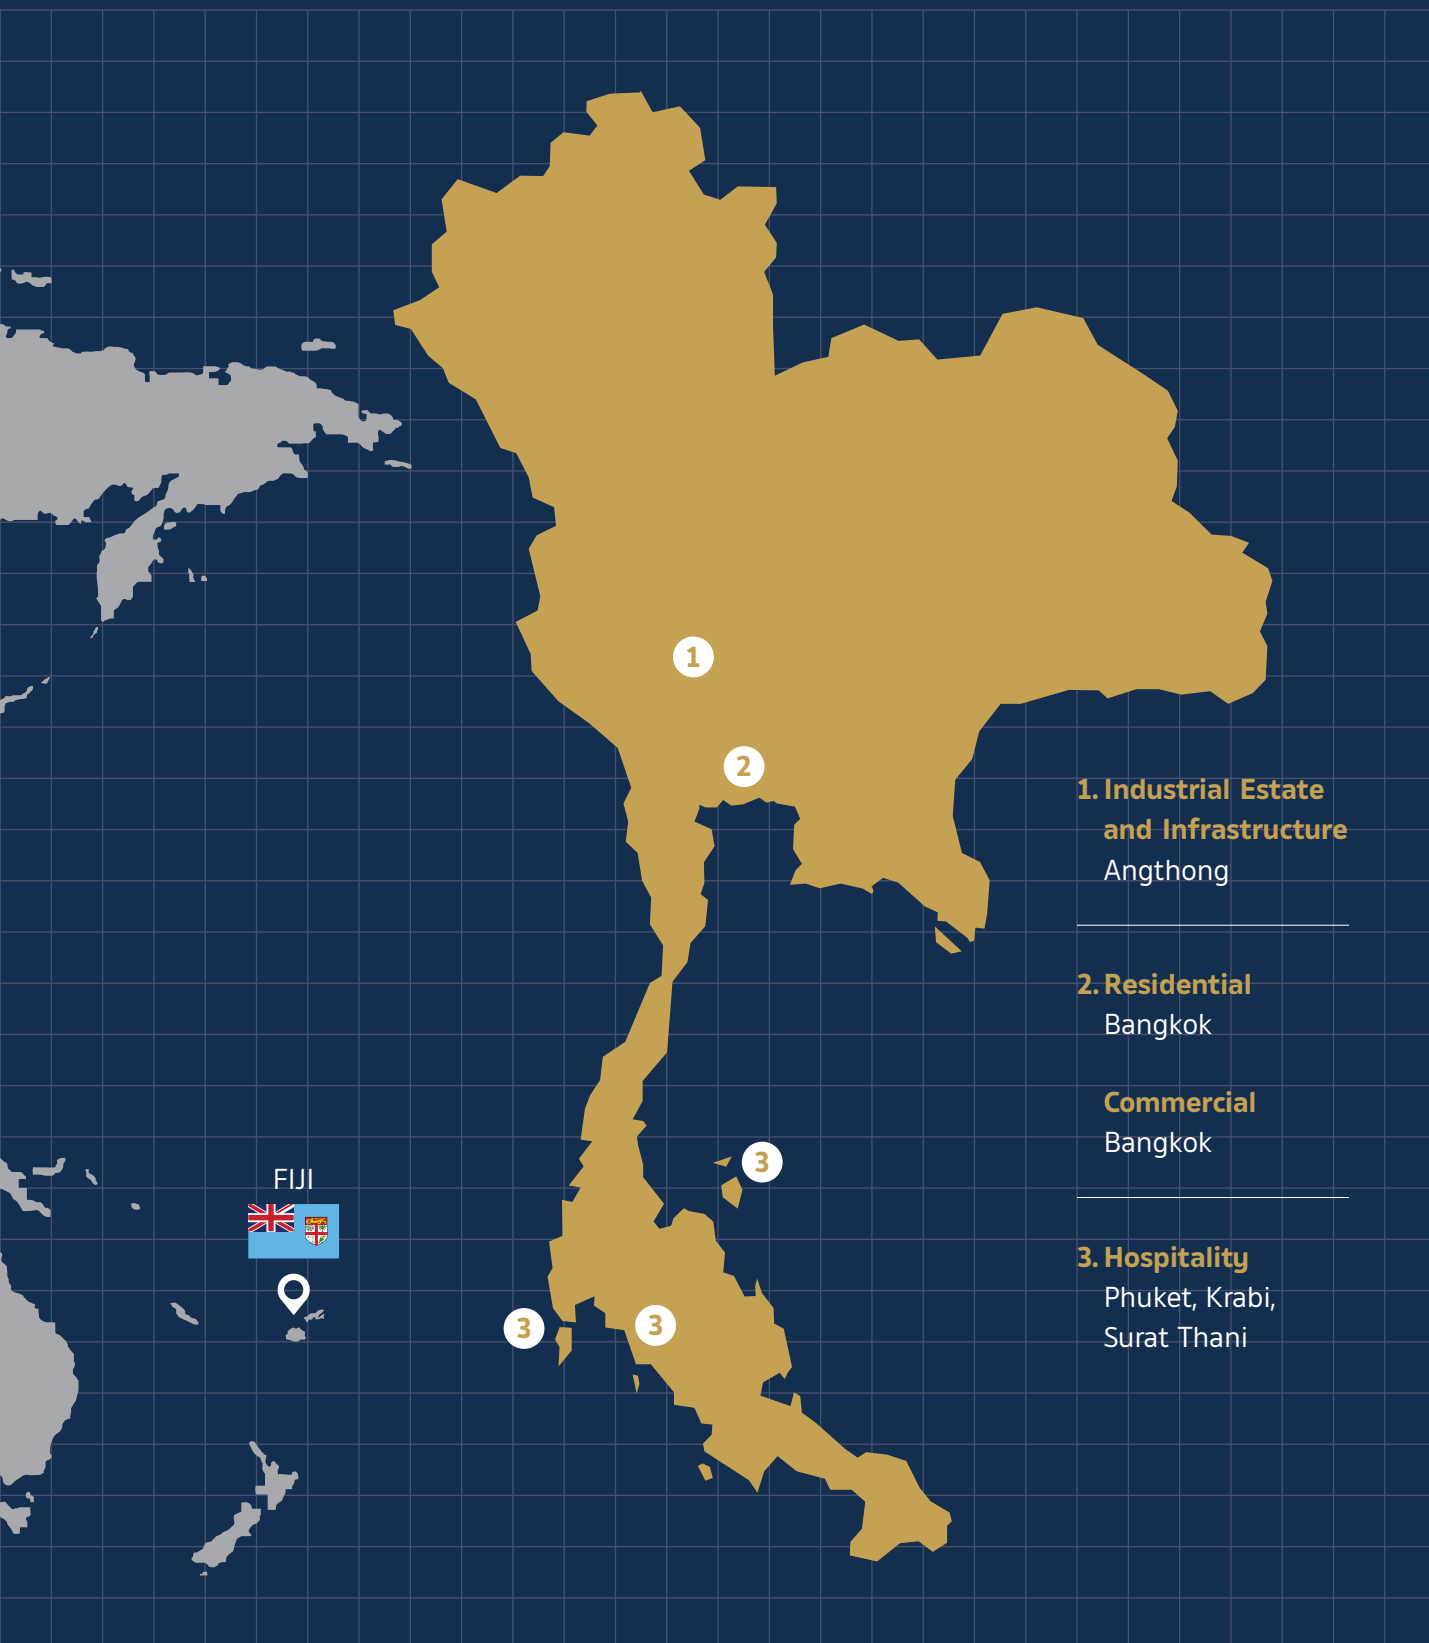 1
2
1. Industrial Estate
and Infrastructure
Angthong
2. Residential
Bangkok
Commercial
Bangkok
3
FIJI
3. Hospitality
Phuket, Krabi,
Surat Thani
3
3